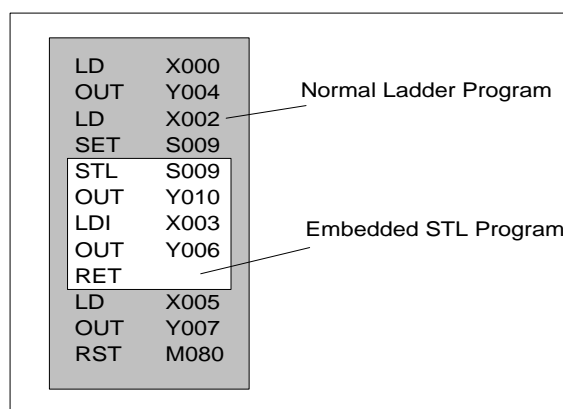 LD X000
OUT Y004
LD X002
SET S009
STL S009
OUT Y010
LDI X003
OUT Y006
RET
LD X005
OUT Y007
RST M080
Normal Ladder Program
Embedded STL Program